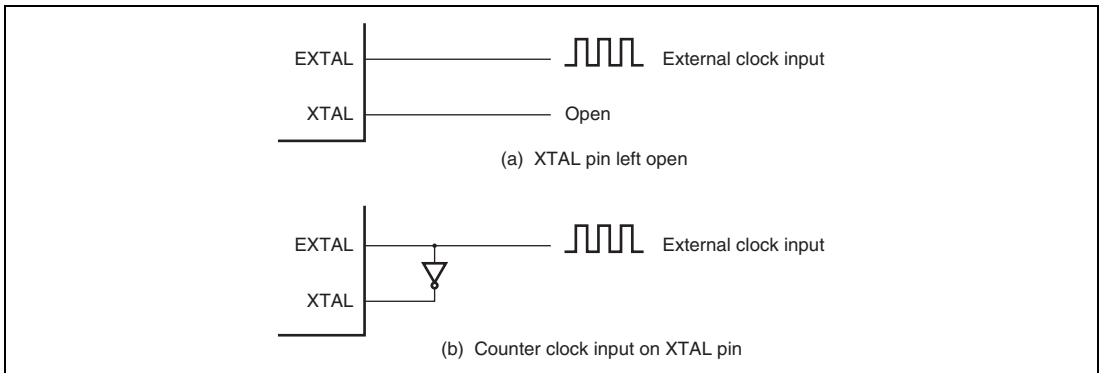 EXTAL External clock input
XTAL Open
(a) XTAL pin left open
EXTAL External clock input
XTAL
(b) Counter clock input on XTAL pin